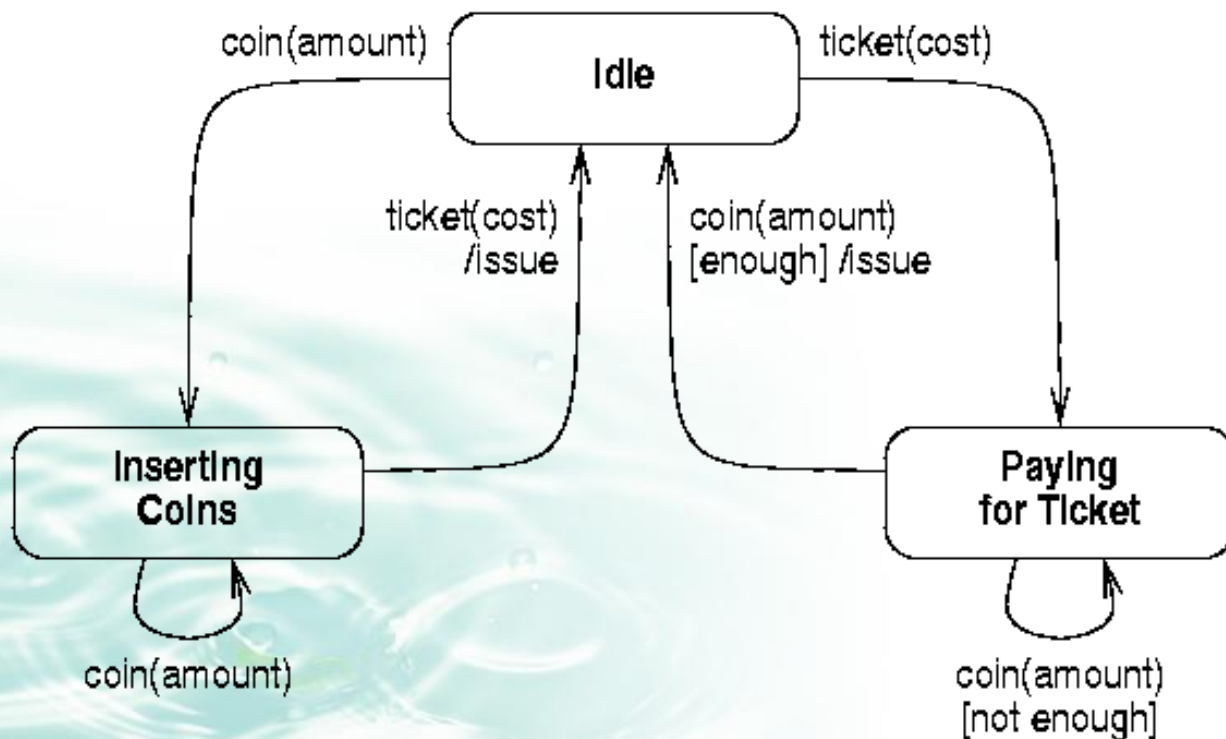 coin(amount)
Idle
ticket(cost)
ticket(cost)
/issue
coin(amount)
[enough] /issue
Inserting
Coins
Paying
for Ticket
coin(amount)
coin(amount)
[not enough]